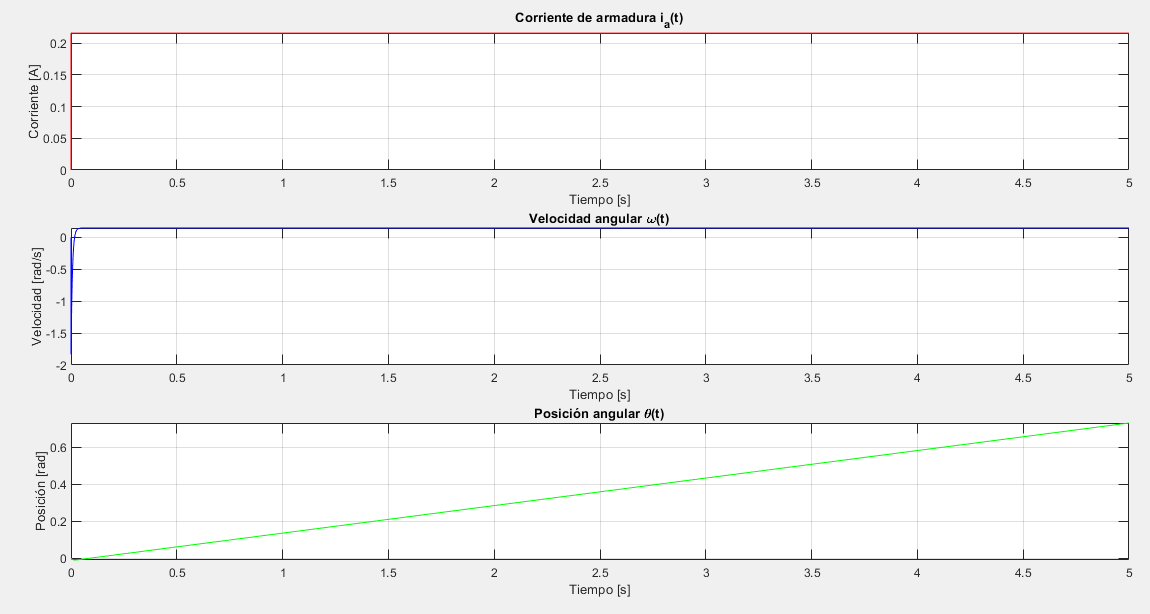 Corriente de armadura i_a(t)
Corriente [A]
0.2
0.15
0.1
0.05
0
0 0.5 1 1.5 2 2.5 3 3.5 4 4.5 5
Tiempo [s]
Velocidad angular ω(t)
Velocidad [rad/s]
0
-0.5
-1
-1.5
-2
0 0.5 1 1.5 2 2.5 3 3.5 4 4.5 5
Tiempo [s]
Posición angular θ(t)
Posición [rad]
0.6
0.4
0.2
0
0 0.5 1 1.5 2 2.5 3 3.5 4 4.5 5
Tiempo [s]